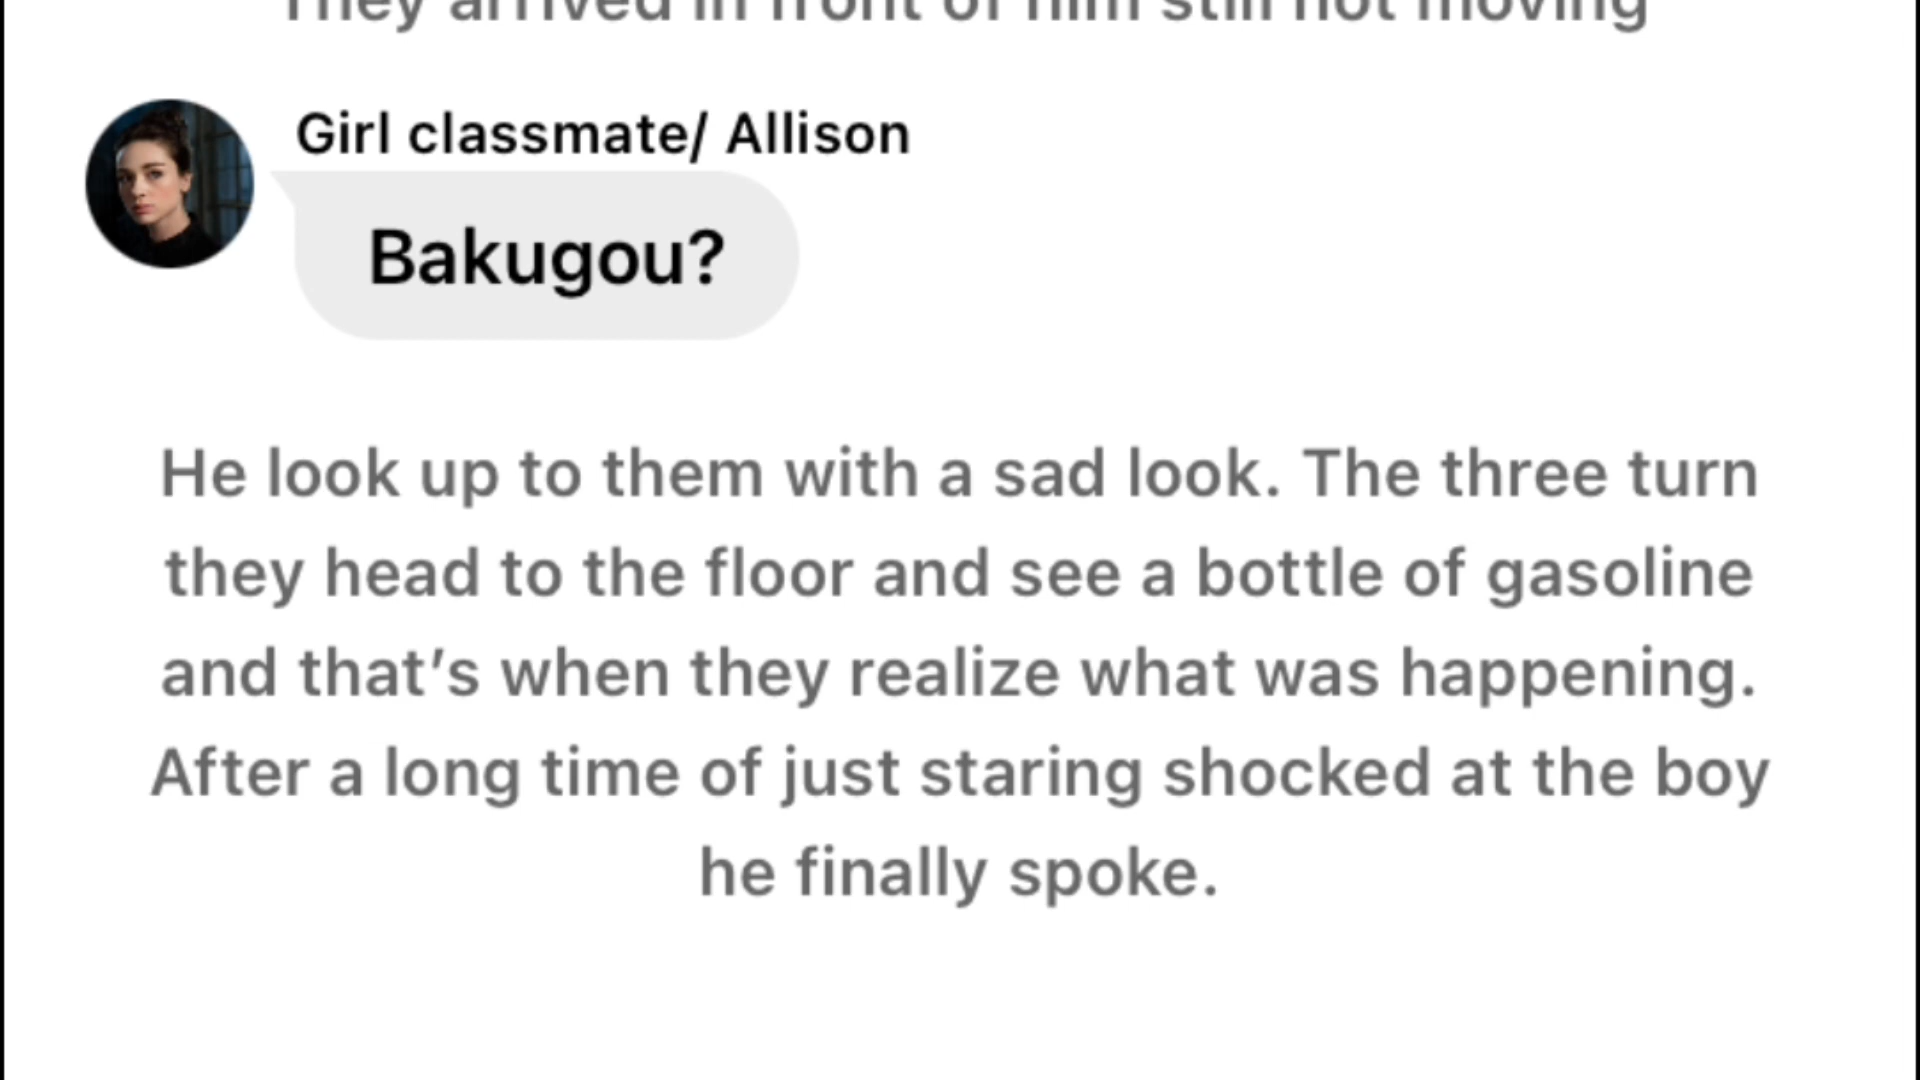 They arrived in front of him still not moving
Girl classmate/ Allison
Bakugou?
He look up to them with a sad look. The three turn
they head to the floor and see a bottle of gasoline
and that’s when they realize what was happening.
After a long time of just staring shocked at the boy
he finally spoke.